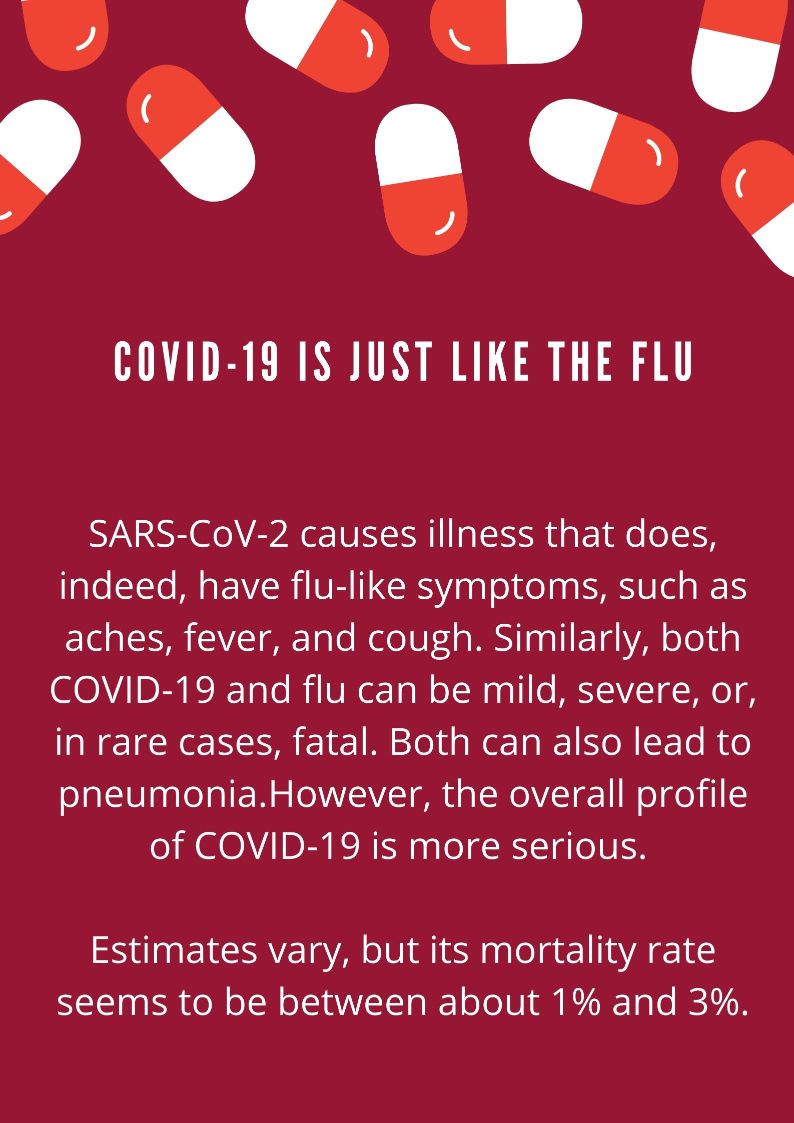 COVID-19 IS JUST LIKE THE FLU
SARS-CoV-2 causes illness that does,
indeed, have flu-like symptoms, such as
aches, fever, and cough. Similarly, both
COVID-19 and flu can be mild, severe, or,
in rare cases, fatal. Both can also lead to
pneumonia.However, the overall profile
of COVID-19 is more serious.
Estimates vary, but its mortality rate
seems to be between about 1% and 3%.